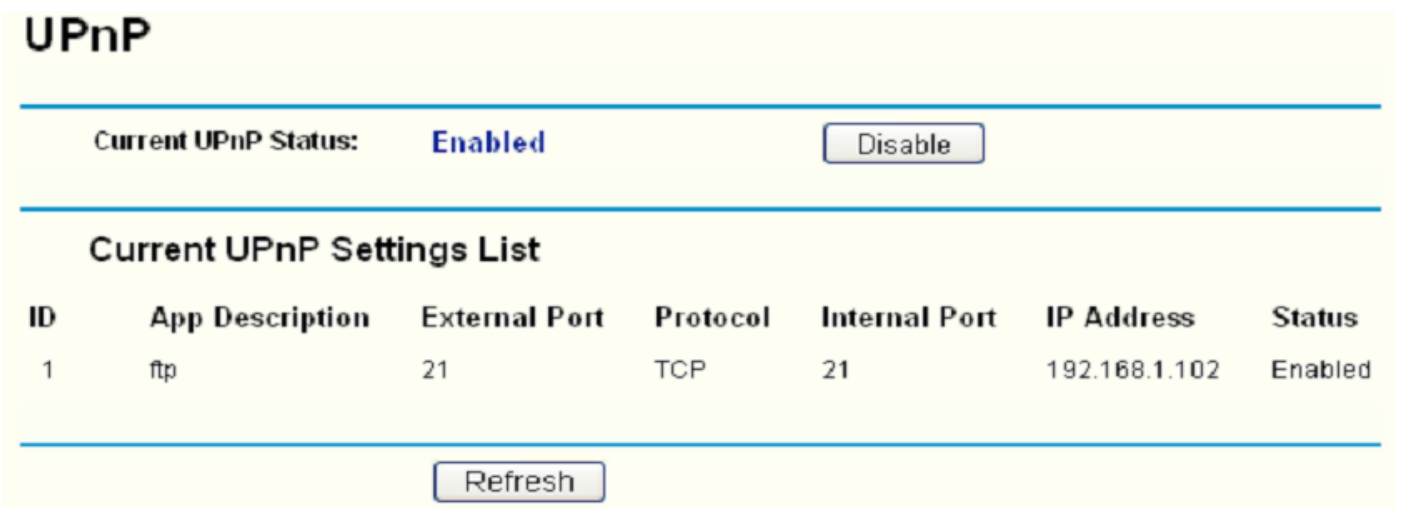 UPnP
Current UPnP Status: Enabled Disable
Current UPnP Settings List
ID App Description External Port Protocol Internal Port IP Address Status
1 ftp 21 TCP 21 192.168.1.102 Enabled
Refresh